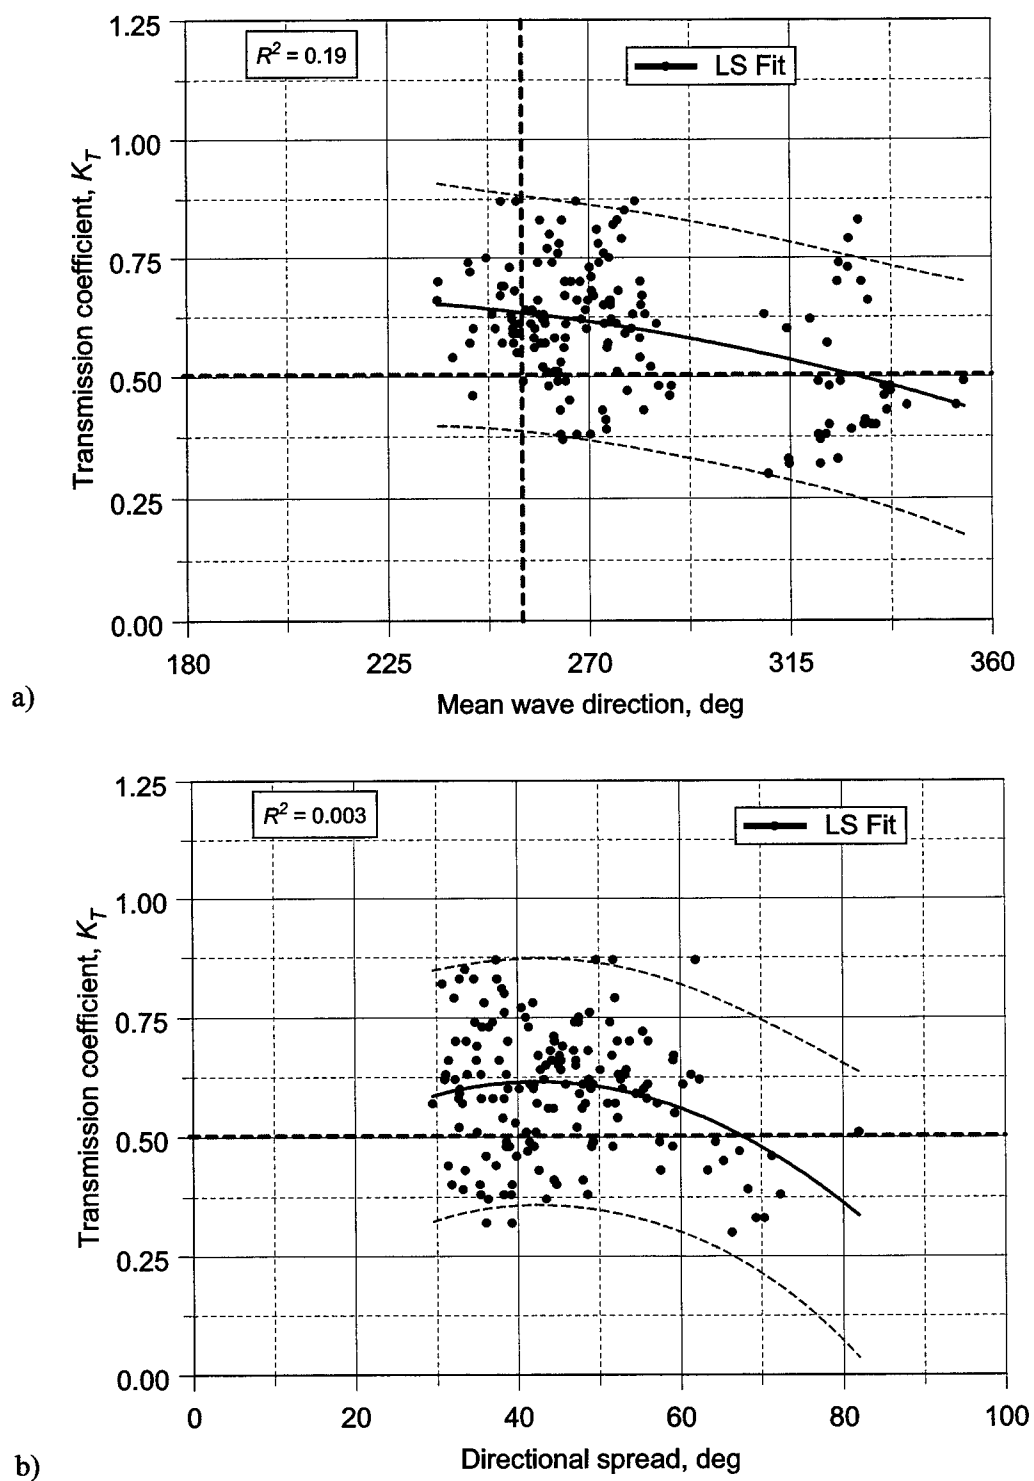 1.25
R² = 0.19
LS Fit
1.00
Transmission coefficient, K_T
0.75
0.50
0.25
0.00
180 225 270 315 360
a)
Mean wave direction, deg
1.25
R² = 0.003
LS Fit
1.00
Transmission coefficient, K_T
0.75
0.50
0.25
0.00
0 20 40 60 80 100
b)
Directional spread, deg